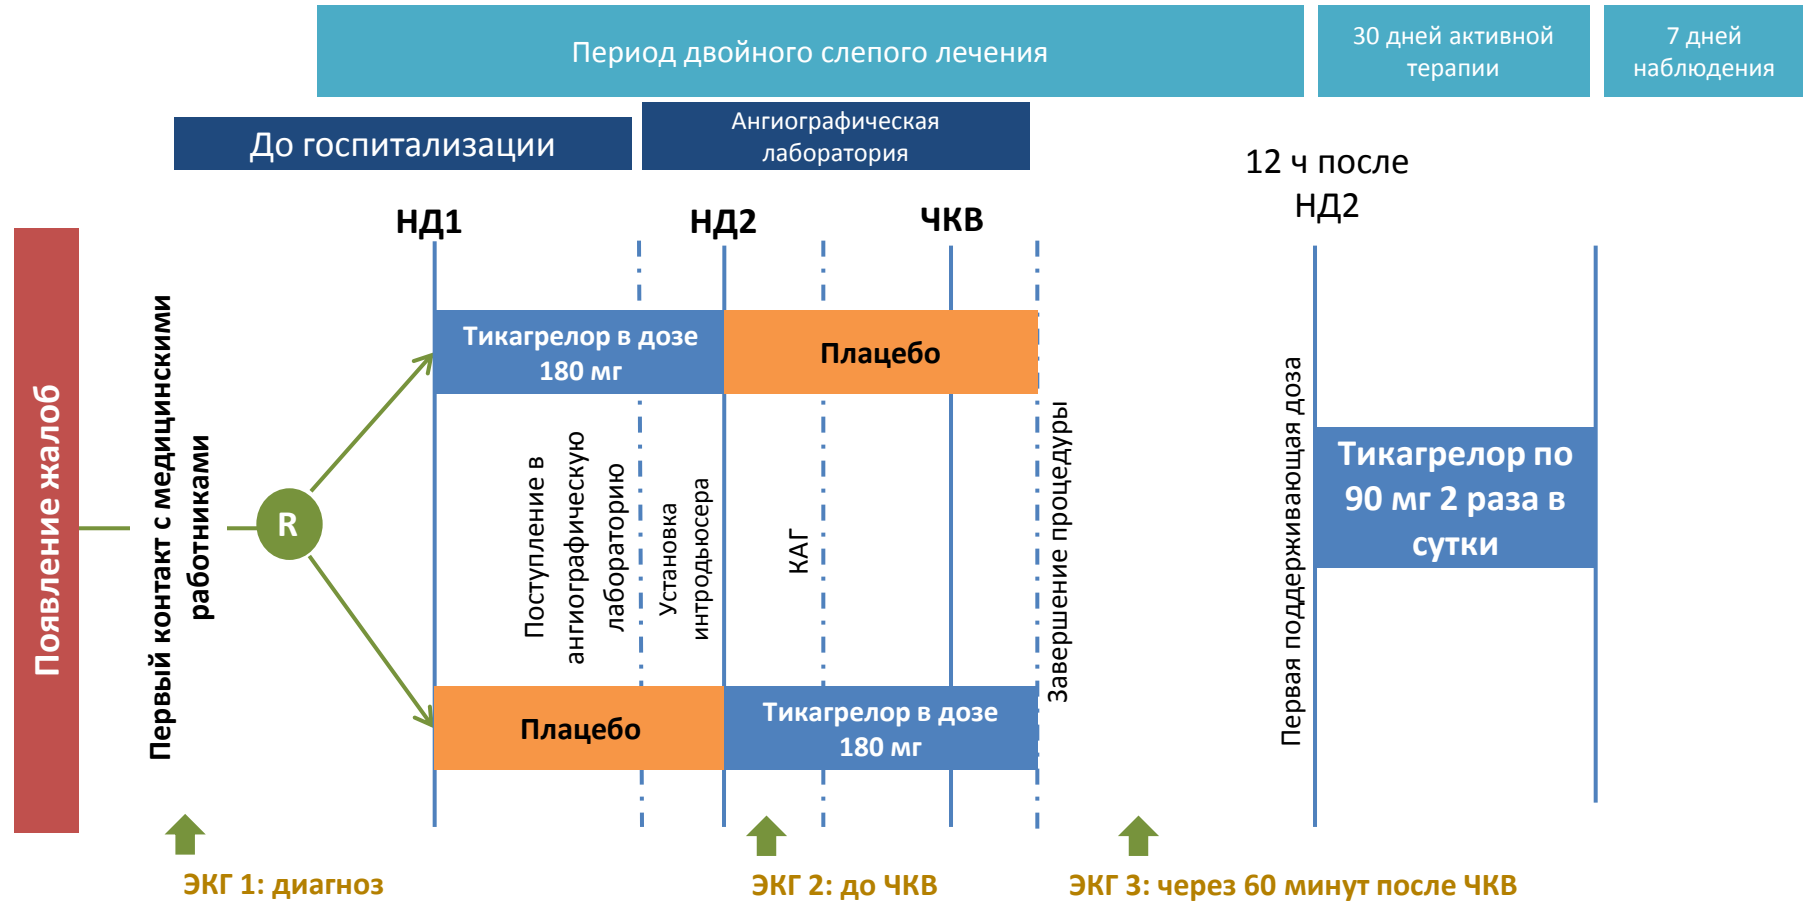 Период двойного слепого лечения
30 дней активной
терапии
7 дней
наблюдения
До госпитализации
Ангиографическая
лаборатория
12 ч после
НД2
НД1
НД2
ЧКВ
Появление жалоб
Первый контакт с медицинскими
работниками
R
Тикагрелор в дозе
180 мг
Плацебо
Поступление в
ангиографическую
лабораторию
Установка
интродьюсера
КАГ
Завершение процедуры
Первая поддерживающая доза
Тикагрелор по
90 мг 2 раза в
сутки
Плацебо
Тикагрелор в дозе
180 мг
ЭКГ 1: диагноз
ЭКГ 2: до ЧКВ
ЭКГ 3: через 60 минут после ЧКВ